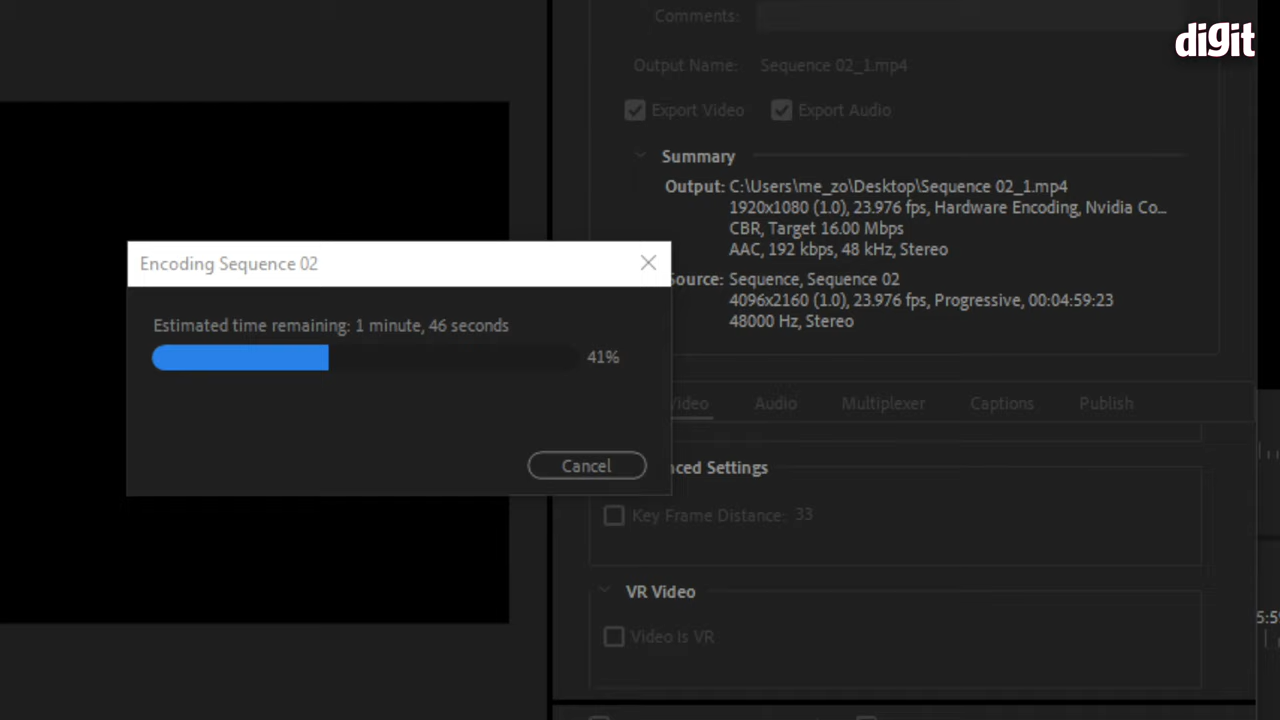 digit
Comments:
Output Name: Sequence 02_1.mp4
Export Video Export Audio
Summary
Output: C:\Users\me_zo\Desktop\Sequence 02_1.mp4
1920x1080 (1.0), 23.976 fps, Hardware Encoding, Nvidia Co...
CBR, Target 16.00 Mbps
AAC, 192 kbps, 48 kHz, Stereo
Source: Sequence, Sequence 02
4096x2160 (1.0), 23.976 fps, Progressive, 00:04:59:23
48000 Hz, Stereo
Encoding Sequence 02
Estimated time remaining: 1 minute, 46 seconds
41%
Cancel
Video Audio Multiplexer Captions Publish
nced Settings
Key Frame Distance: 33
VR Video
Video Is VR